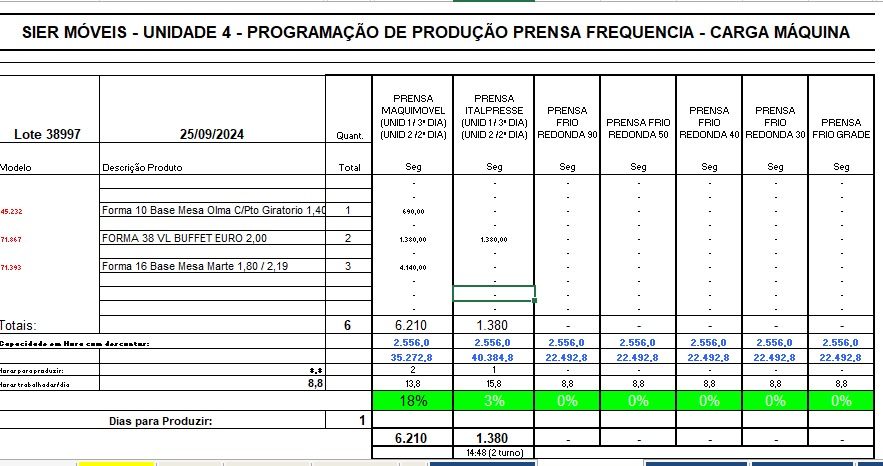 SIER MÓVEIS - UNIDADE 4 - PROGRAMAÇÃO DE PRODUÇÃO PRENSA FREQUENCIA - CARGA MÁQUINA
Lote 38997 25/09/2024 Quant. PRENSA MAQUIMOVEL (UNID 1 / 3ª DIA) (UNID 2 /2ª DIA) PRENSA ITALPRESSE (UNID 1 / 3ª DIA) (UNID 2 /2ª DIA) PRENSA FRIO REDONDA 90 PRENSA FRIO REDONDA 50 PRENSA FRIO REDONDA 40 PRENSA FRIO REDONDA 30 PRENSA FRIO GRADE
Modelo Descrição Produto Total Seg Seg Seg Seg Seg Seg Seg
- - - - - - -
- - - - - - -
45.232 Forma 10 Base Mesa Olma C/Pto Giratorio 1,40 1 690,00 - - - - - -
- - - - - - -
71.867 FORMA 38 VL BUFFET EURO 2,00 2 1.380,00 1.380,00 - - - - -
- - - - - - -
71.393 Forma 16 Base Mesa Marte 1,80 / 2,19 3 4.140,00 - - - - - -
- - - - - - -
- - - - - - -
- - - - - - -
Totais: 6 6.210 1.380 - - - - -
Capacidade em Hora com descontar: 2.556,0 2.556,0 2.556,0 2.556,0 2.556,0 2.556,0 2.556,0
35.272,8 40.384,8 22.492,8 22.492,8 22.492,8 22.492,8 22.492,8
Horas para produzir: 8,8 2 1 - - - - -
Horas trabalhadas/dia 8,8 13,8 15,8 8,8 8,8 8,8 8,8 8,8
18% 3% 0% 0% 0% 0% 0%
Dias para Produzir: 1
6.210 1.380 - - - - -
14:48 (2 turno)